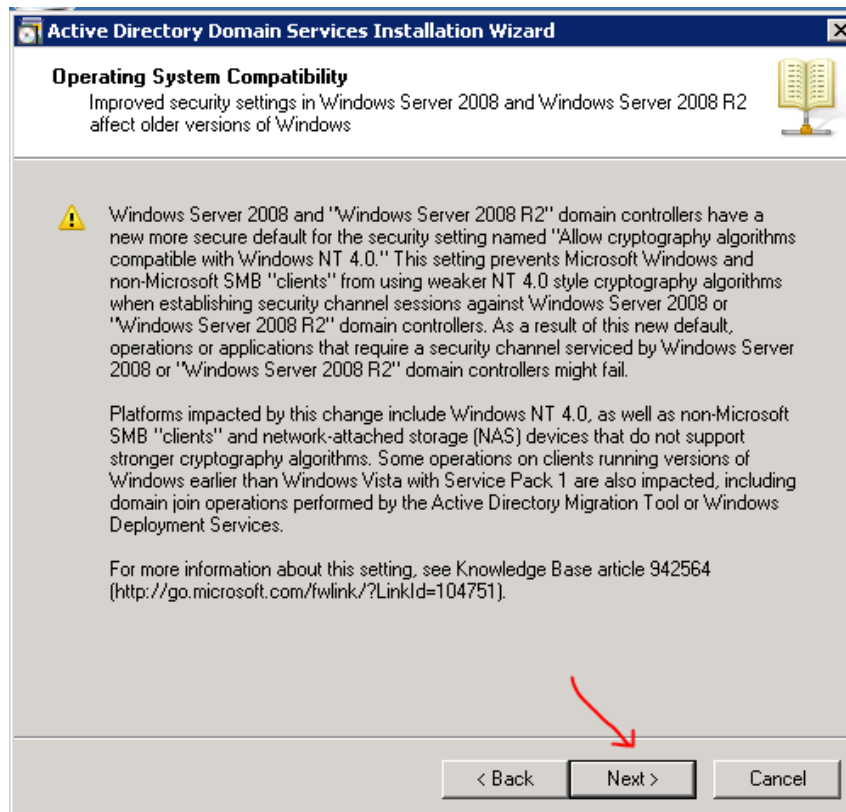 Active Directory Domain Services Installation Wizard
Operating System Compatibility
Improved security settings in Windows Server 2008 and Windows Server 2008 R2
affect older versions of Windows
Windows Server 2008 and "Windows Server 2008 R2" domain controllers have a
new more secure default for the security setting named "Allow cryptography algorithms
compatible with Windows NT 4.0." This setting prevents Microsoft Windows and
non-Microsoft SMB "clients" from using weaker NT 4.0 style cryptography algorithms
when establishing security channel sessions against Windows Server 2008 or
"Windows Server 2008 R2" domain controllers. As a result of this new default,
operations or applications that require a security channel serviced by Windows Server
2008 or "Windows Server 2008 R2" domain controllers might fail.
Platforms impacted by this change include Windows NT 4.0, as well as non-Microsoft
SMB "clients" and network-attached storage (NAS) devices that do not support
stronger cryptography algorithms. Some operations on clients running versions of
Windows earlier than Windows Vista with Service Pack 1 are also impacted, including
domain join operations performed by the Active Directory Migration Tool or Windows
Deployment Services.
For more information about this setting, see Knowledge Base article 942564
(http://go.microsoft.com/fwlink/?LinkId=104751).
< Back Next > Cancel